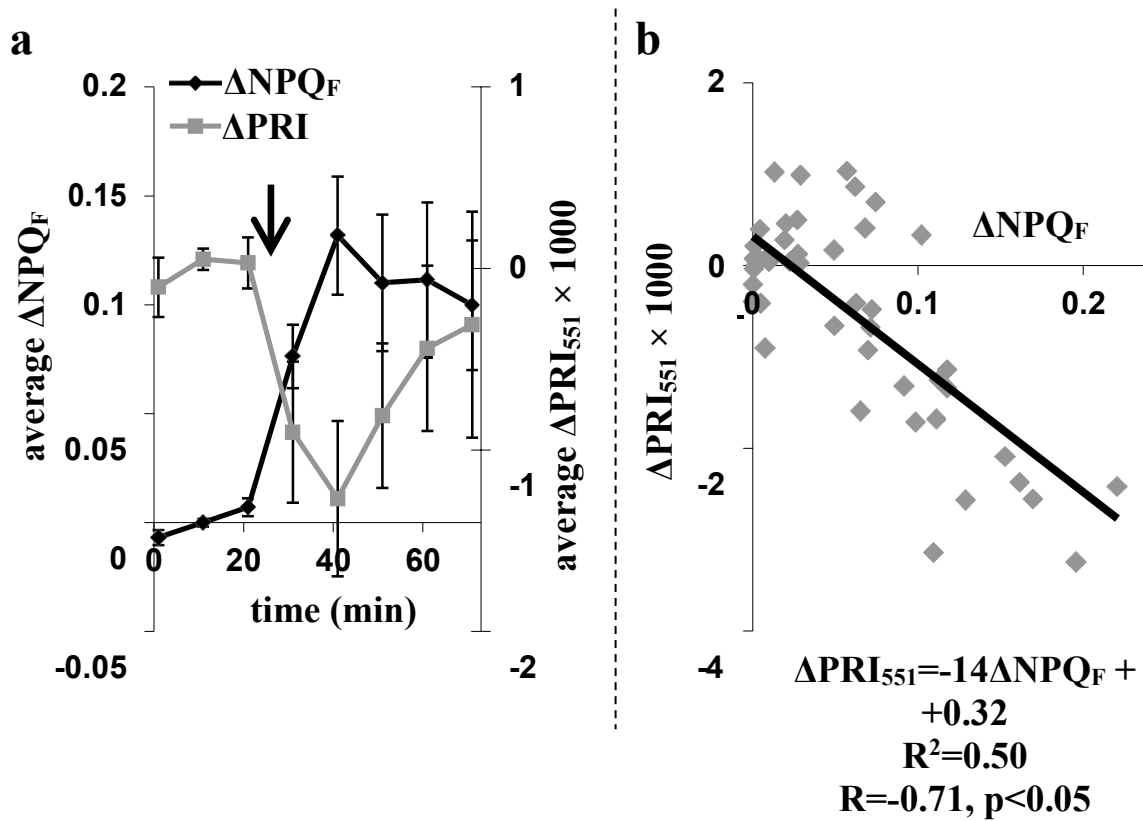 a
ΔNPQF
ΔPRI
0.2
0.15
0.1
0.05
0
-0.05
average ΔNPQF
0 20 40 60
time (min)
1
0
-1
-2
average ΔPRI551 × 1000
b
2
0
-2
-4
ΔPRI551 × 1000
ΔNPQF
-0 0.1 0.2
ΔPRI551=-14ΔNPQF +
+0.32
R²=0.50
R=-0.71, p<0.05